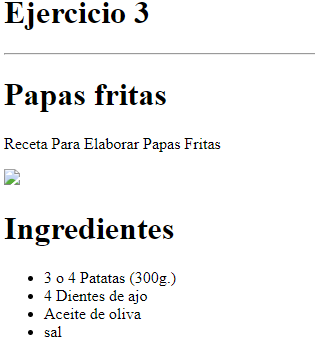 Ejercicio 3
Papas fritas
Receta Para Elaborar Papas Fritas
Ingredientes
3 o 4 Patatas (300g.)
4 Dientes de ajo
Aceite de oliva
sal